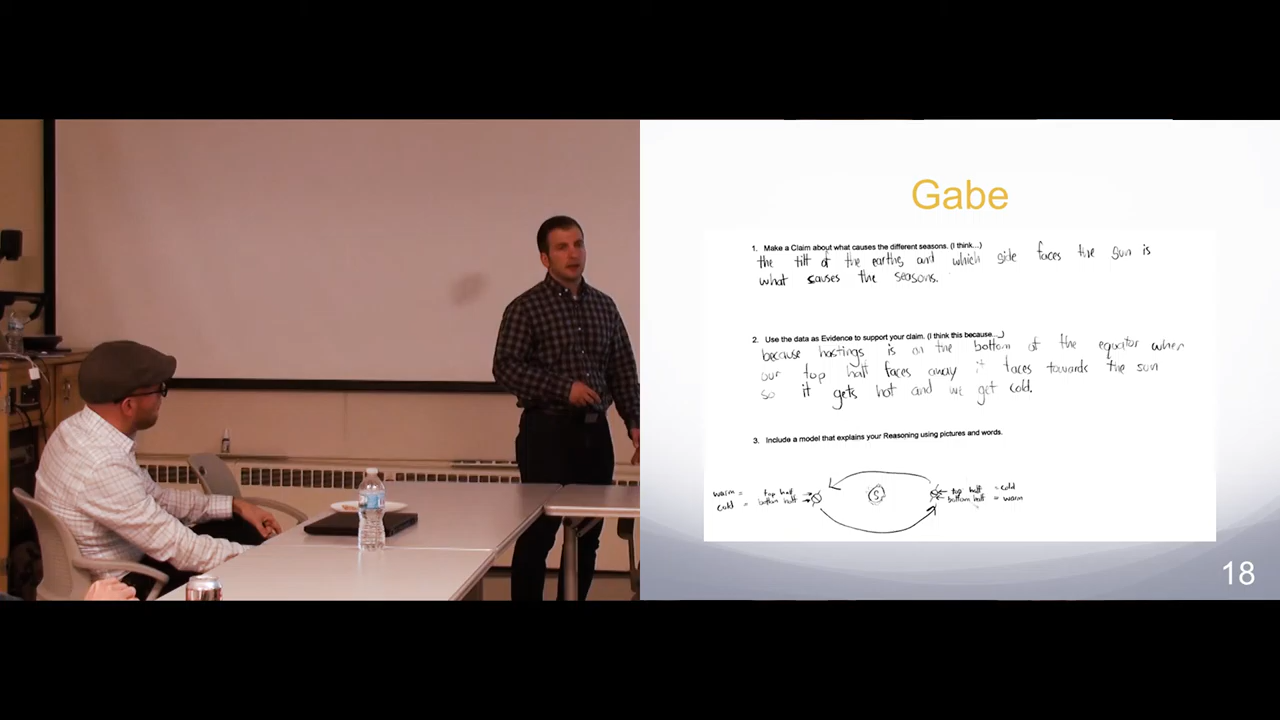 Gabe
1. Make a Claim about what causes the different seasons. (I think...)
the tilt of the earths, and which side faces the sun is
what causes the seasons.
2. Use the data as Evidence to support your claim. (I think this because...)
because hastings is on the bottom of the equator when
our top half faces away it faces towards the sun
so it gets hot and we get cold.
3. Include a model that explains your Reasoning using pictures and words.
warm = top half
cold = bottom half
S
top half = cold
bottom half = warm
18